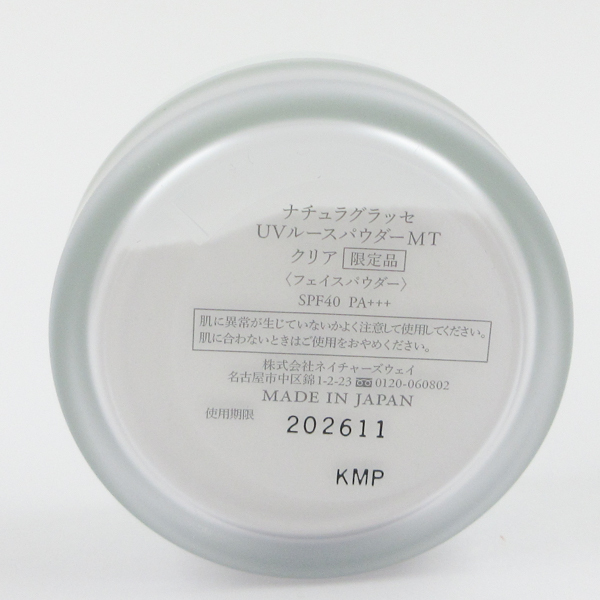 ナチュラグラッセ
UVルースパウダーMT
クリア 限定品
〈フェイスパウダー〉
SPF40 PA+++
肌に異常が生じていないかよく注意して使用してください。
肌に合わないときはご使用をおやめください。
株式会社ネイチャーズウェイ
名古屋市中区錦1-2-23 0120-060802
MADE IN JAPAN
使用期限 202611
KMP